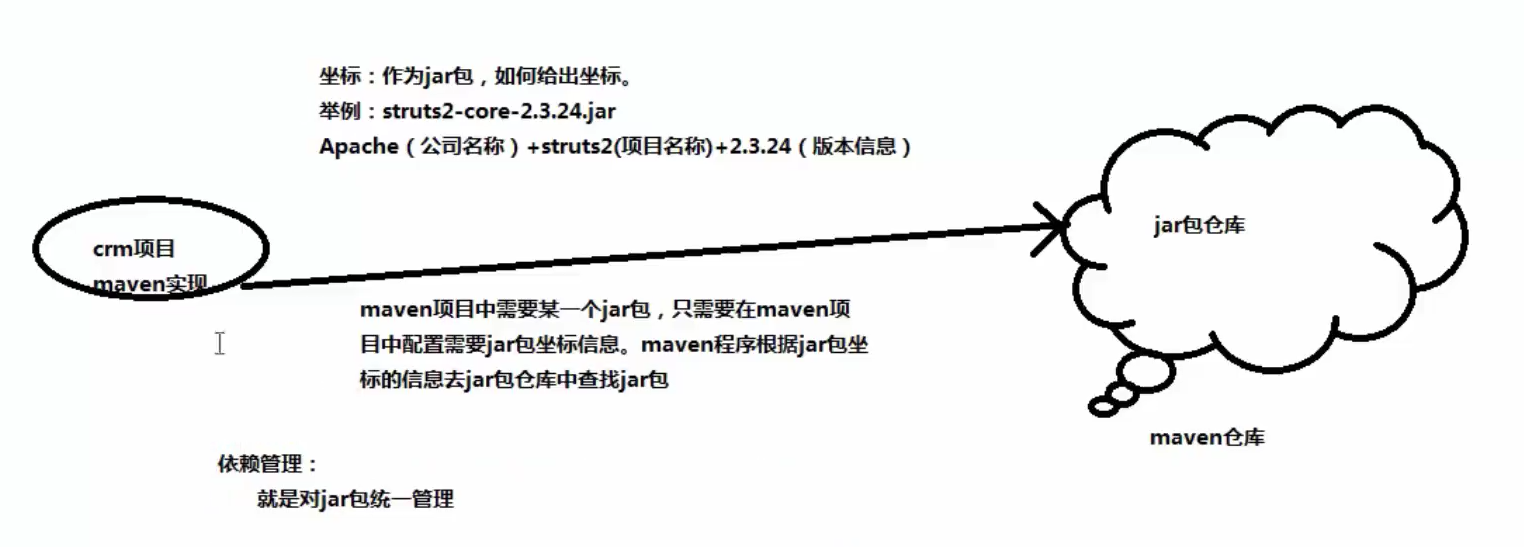 坐标：作为jar包，如何给出坐标。
举例：struts2-core-2.3.24.jar
Apache（公司名称）+struts2(项目名称)+2.3.24（版本信息）
crm项目
maven实现
jar包仓库
maven项目中需要某一个jar包，只需要在maven项
目中配置需要jar包坐标信息。maven程序根据jar包坐
标的信息去jar包仓库中查找jar包
maven仓库
依赖管理：
就是对jar包统一管理